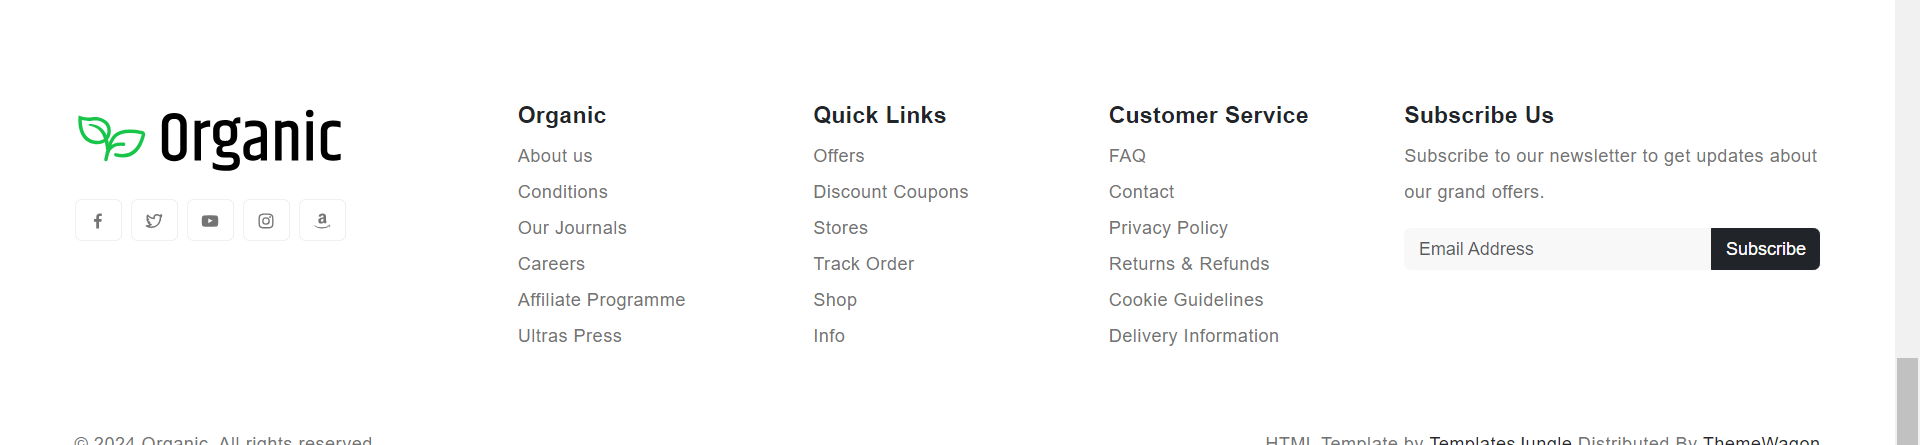 Organic
Organic
About us
Conditions
Our Journals
Careers
Affiliate Programme
Ultras Press
Quick Links
Offers
Discount Coupons
Stores
Track Order
Shop
Info
Customer Service
FAQ
Contact
Privacy Policy
Returns & Refunds
Cookie Guidelines
Delivery Information
Subscribe Us
Subscribe to our newsletter to get updates about
our grand offers.
Email Address
Subscribe
© 2024 Organic. All rights reserved.
HTML Template by TemplatesJungle Distributed By ThemeWagon